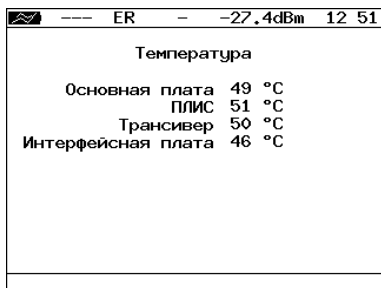 --- ER - -27.4dBm 12 51
Температура
Основная плата 49 °C
ПЛИС 51 °C
Трансивер 50 °C
Интерфейсная плата 46 °C